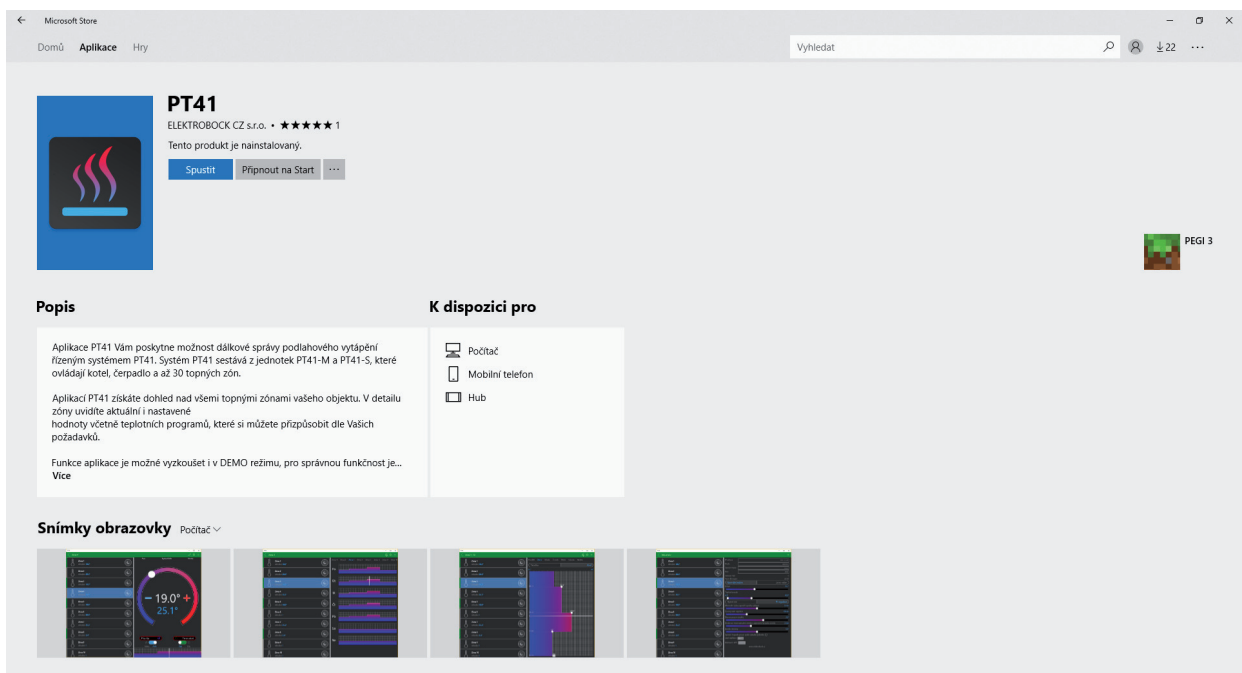 Microsoft Store
Domů Aplikace Hry
Vyhledat
22
PT41
ELEKTROBOCK CZ s.r.o. • ★★★★★ 1
Tento produkt je nainstalovaný.
Spustit Připnout na Start ···
PEGI 3
Popis
Aplikace PT41 Vám poskytne možnost dálkové správy podlahového vytápění
řízeným systémem PT41. Systém PT41 sestává z jednotek PT41-M a PT41-S, které
ovládají kotel, čerpadlo a až 30 topných zón.
Aplikací PT41 získáte dohled nad všemi topnými zónami vašeho objektu. V detailu
zóny uvidíte aktuální i nastavené
hodnoty včetně teplotních programů, které si můžete přizpůsobit dle Vašich
požadavků.
Funkce aplikace je možné vyzkoušet i v DEMO režimu, pro správnou funkčnost je...
Více
K dispozici pro
Počítač
Mobilní telefon
Hub
Snímky obrazovky Počítač
− 19.0° +
25.1°